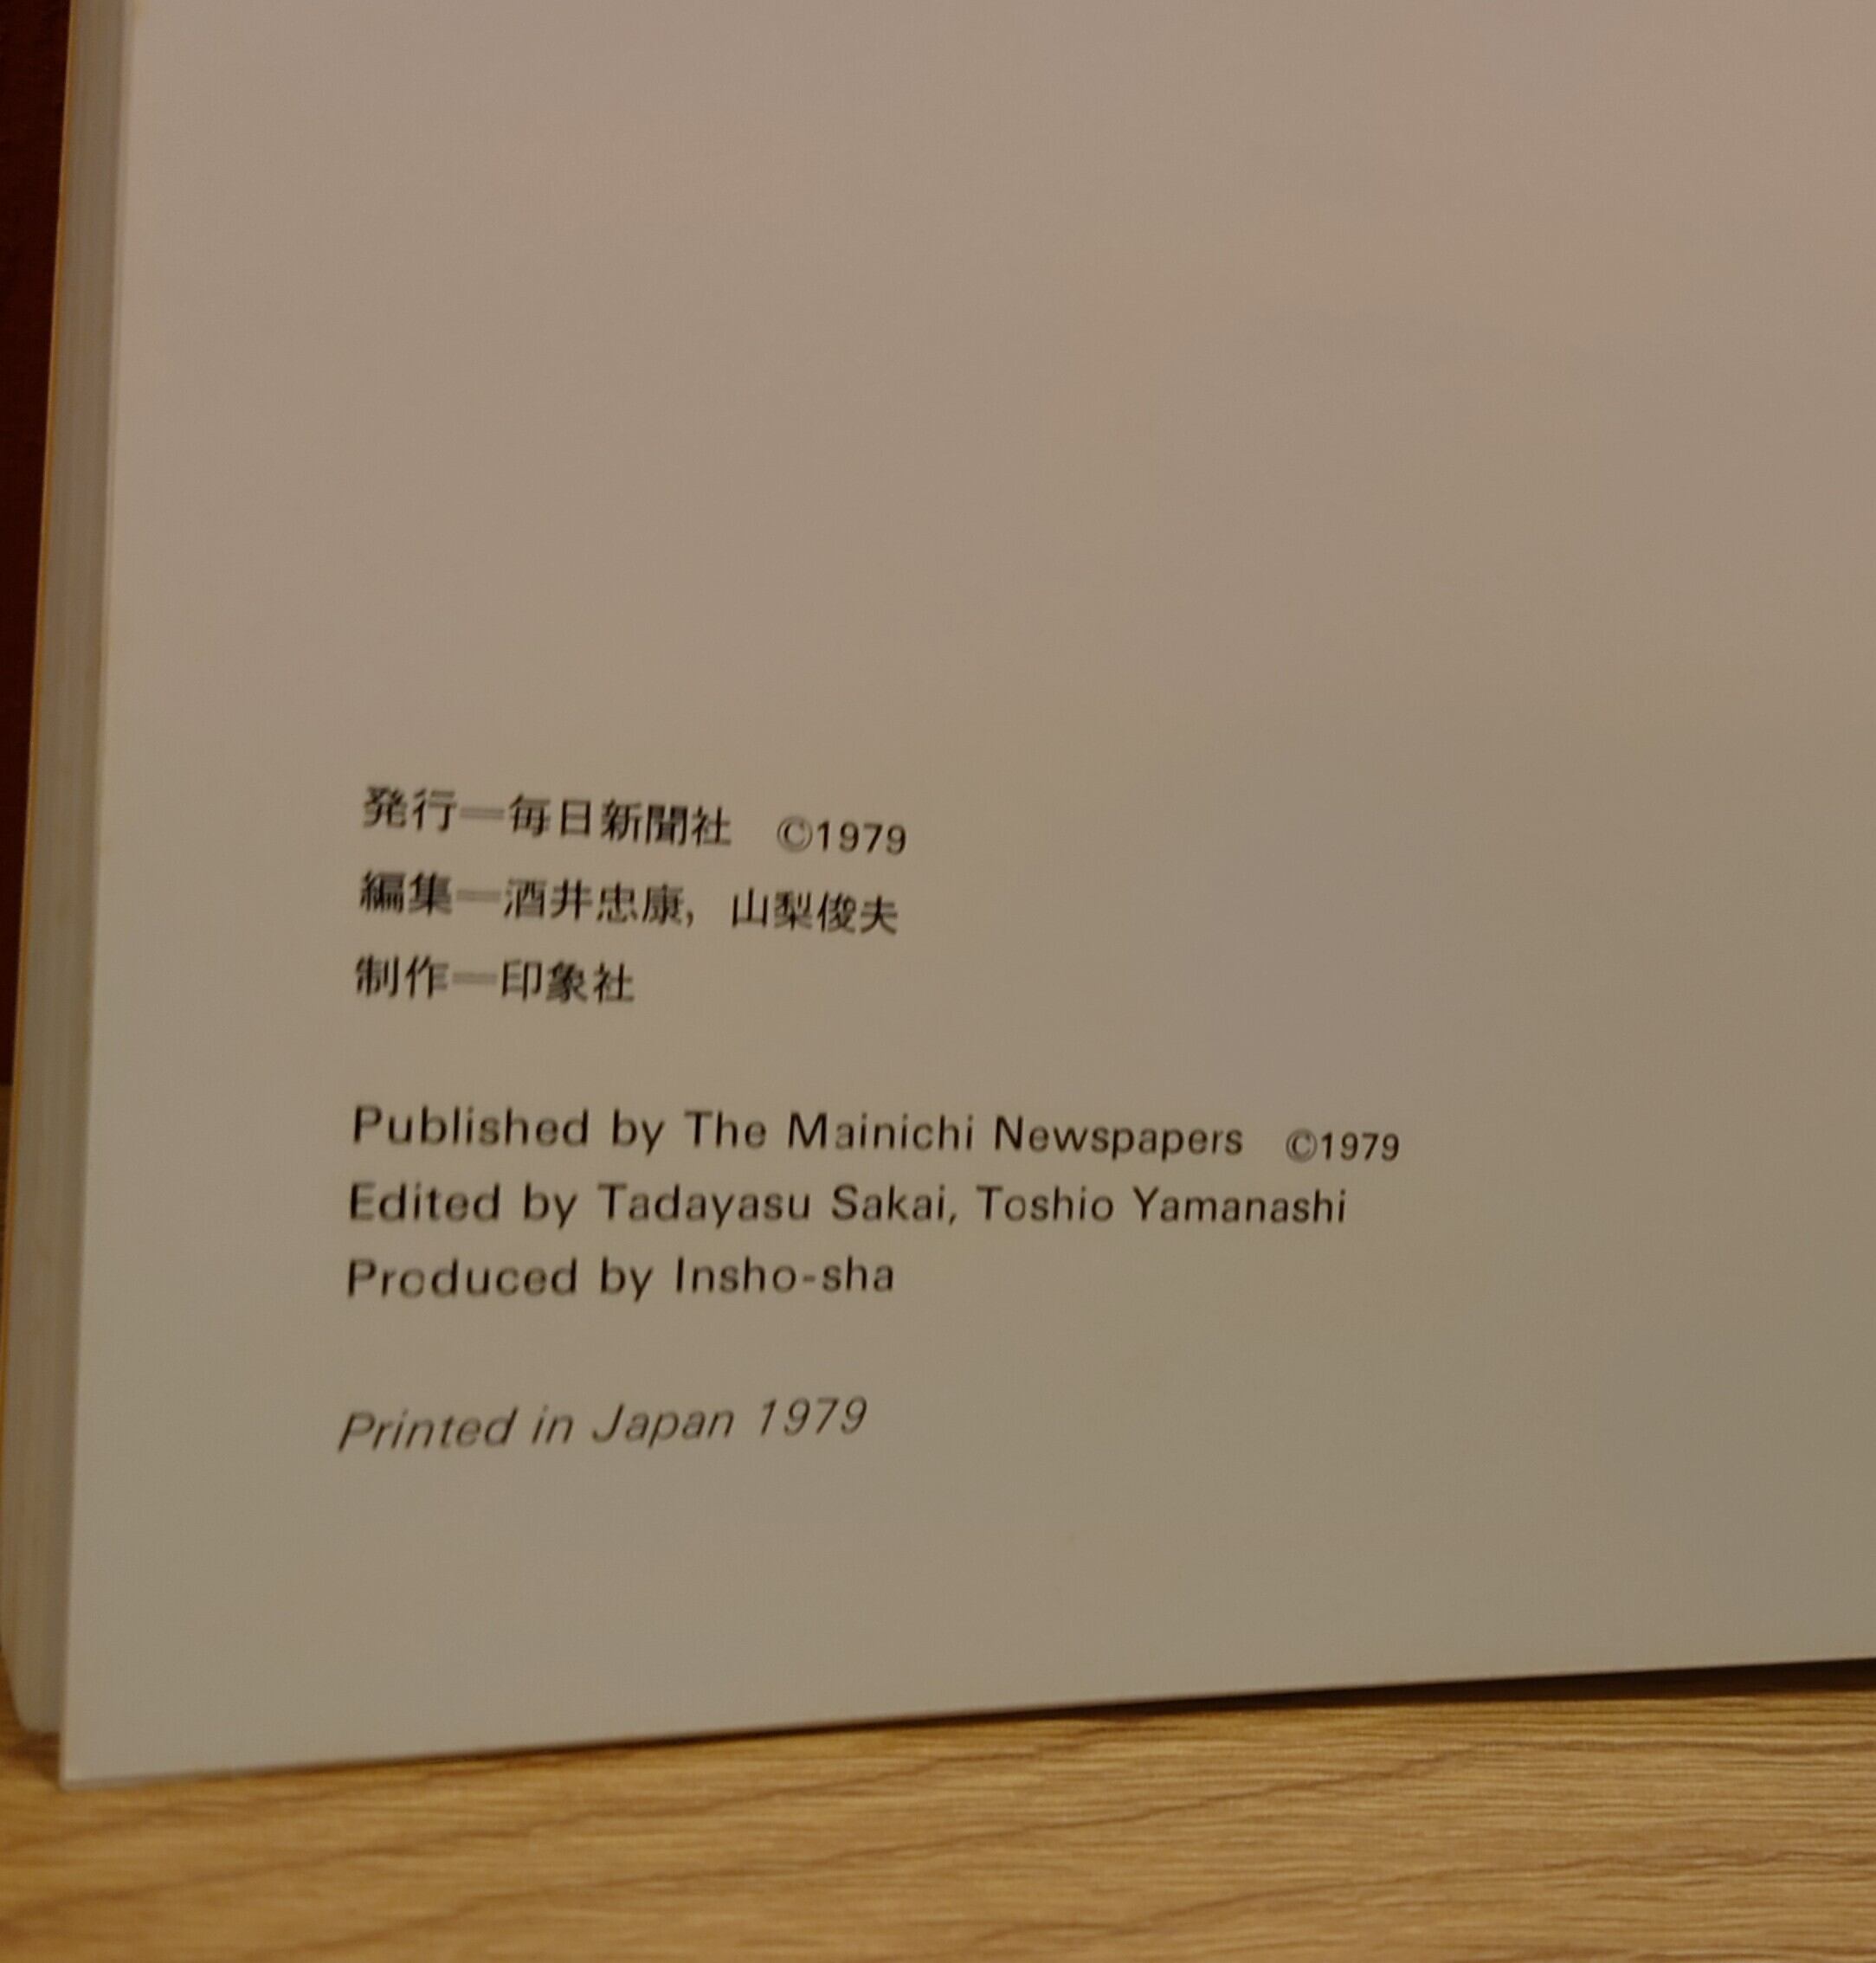 発行―毎日新聞社 ©1979
編集―酒井忠康，山梨俊夫
制作―印象社
Published by The Mainichi Newspapers ©1979
Edited by Tadayasu Sakai, Toshio Yamanashi
Produced by Insho-sha
Printed in Japan 1979